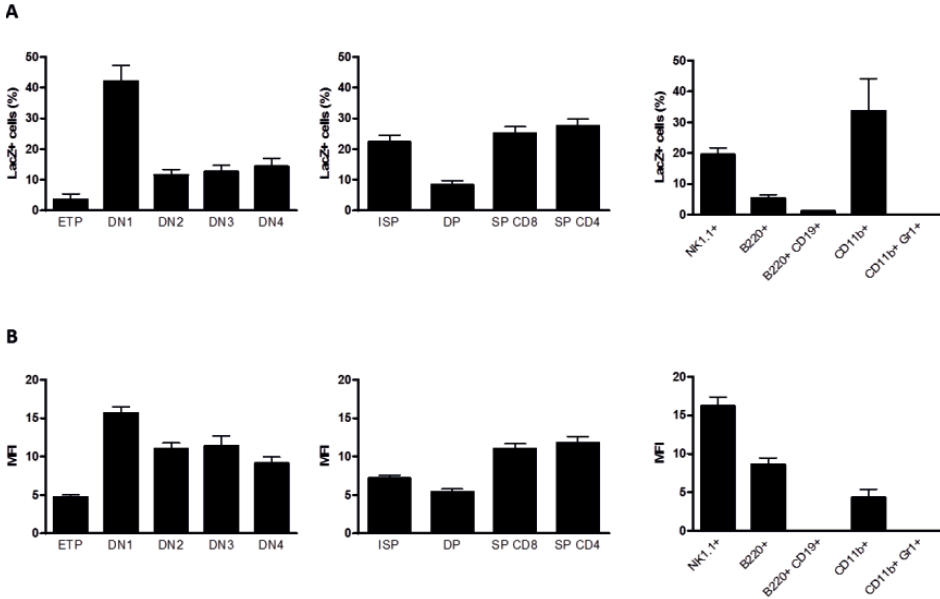 A
LacZ+ cells (%)
50
40
30
20
10
0
ETP DN1 DN2 DN3 DN4
LacZ+ cells (%)
50
40
30
20
10
0
ISP DP SP CD8 SP CD4
LacZ+ cells (%)
50
40
30
20
10
0
NK1.1+ B220+ B220+ CD19+ CD11b+ CD11b+ Gr1+
B
MFI
20
15
10
5
0
ETP DN1 DN2 DN3 DN4
MFI
20
15
10
5
0
ISP DP SP CD8 SP CD4
MFI
20
15
10
5
0
NK1.1+ B220+ B220+ CD19+ CD11b+ CD11b+ Gr1+